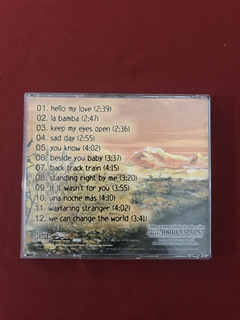 01. hello my love (2:39)
02. la bamba (2:47)
03. keep my eyes open (2:36)
04. sad day (2:55)
05. you know (4:02)
06. beside you baby (3:37)
07. back track train (4:15)
08. standing right by me (3:20)
09. if it wasn't for you (3:55)
10. una noche más (4:10)
11. wayfaring stranger (4:02)
12. we can change the world (3:41)